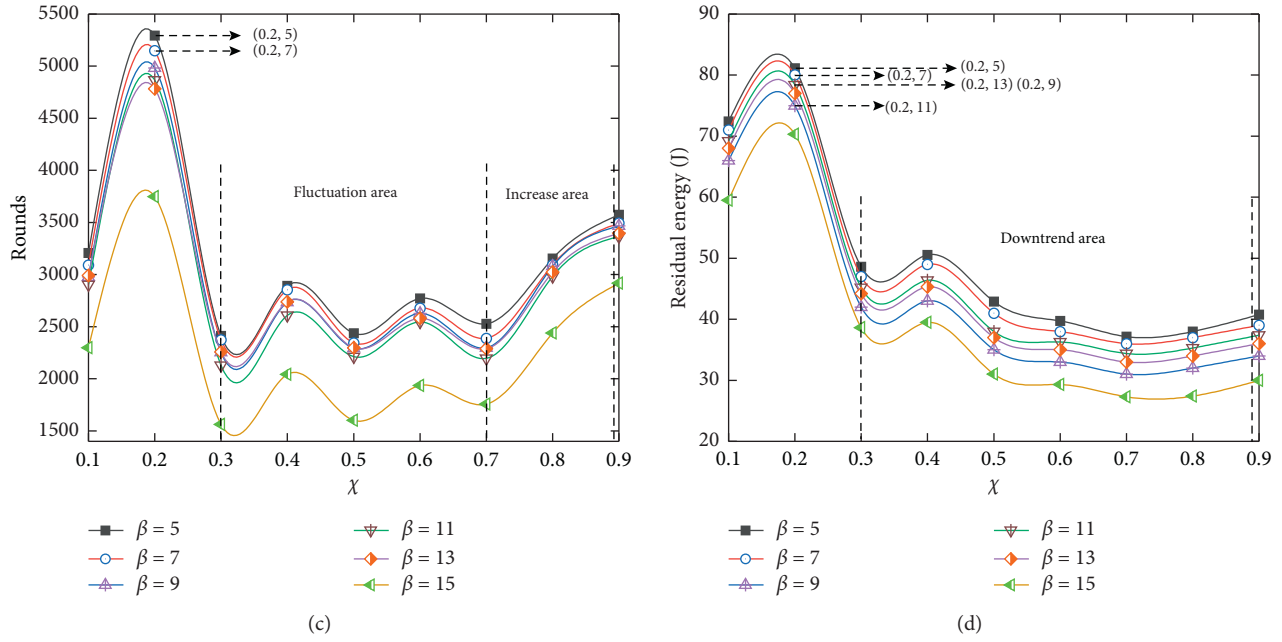 5500
5000
4500
4000
3500
3000
2500
2000
1500
Rounds
(0.2, 5)
(0.2, 7)
Fluctuation area
Increase area
0.1 0.2 0.3 0.4 0.5 0.6 0.7 0.8 0.9
χ
β = 5
β = 7
β = 9
β = 11
β = 13
β = 15
(c)
90
80
70
60
50
40
30
20
Residual energy (J)
(0.2, 5)
(0.2, 7)
(0.2, 13) (0.2, 9)
(0.2, 11)
Downtrend area
0.1 0.2 0.3 0.4 0.5 0.6 0.7 0.8 0.9
χ
β = 5
β = 7
β = 9
β = 11
β = 13
β = 15
(d)